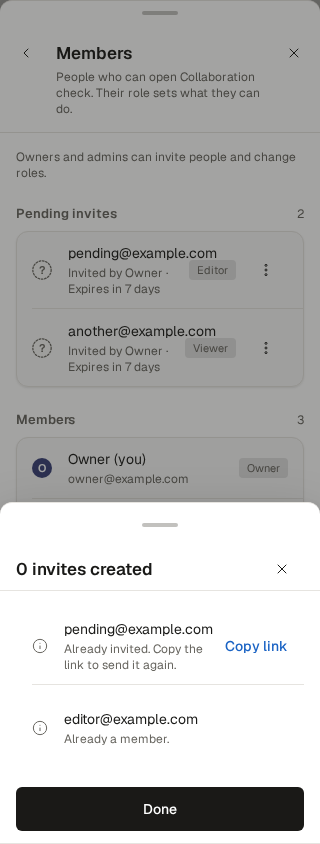 Members
People who can open Collaboration
check. Their role sets what they can
do.
Owners and admins can invite people and change
roles.
Pending invites
2
?
pending@example.com
Invited by Owner ·
Expires in 7 days
Editor
?
another@example.com
Invited by Owner ·
Expires in 7 days
Viewer
Members
3
O
Owner (you)
owner@example.com
Owner
0 invites created
pending@example.com
Already invited. Copy the
link to send it again.
Copy link
editor@example.com
Already a member.
Done